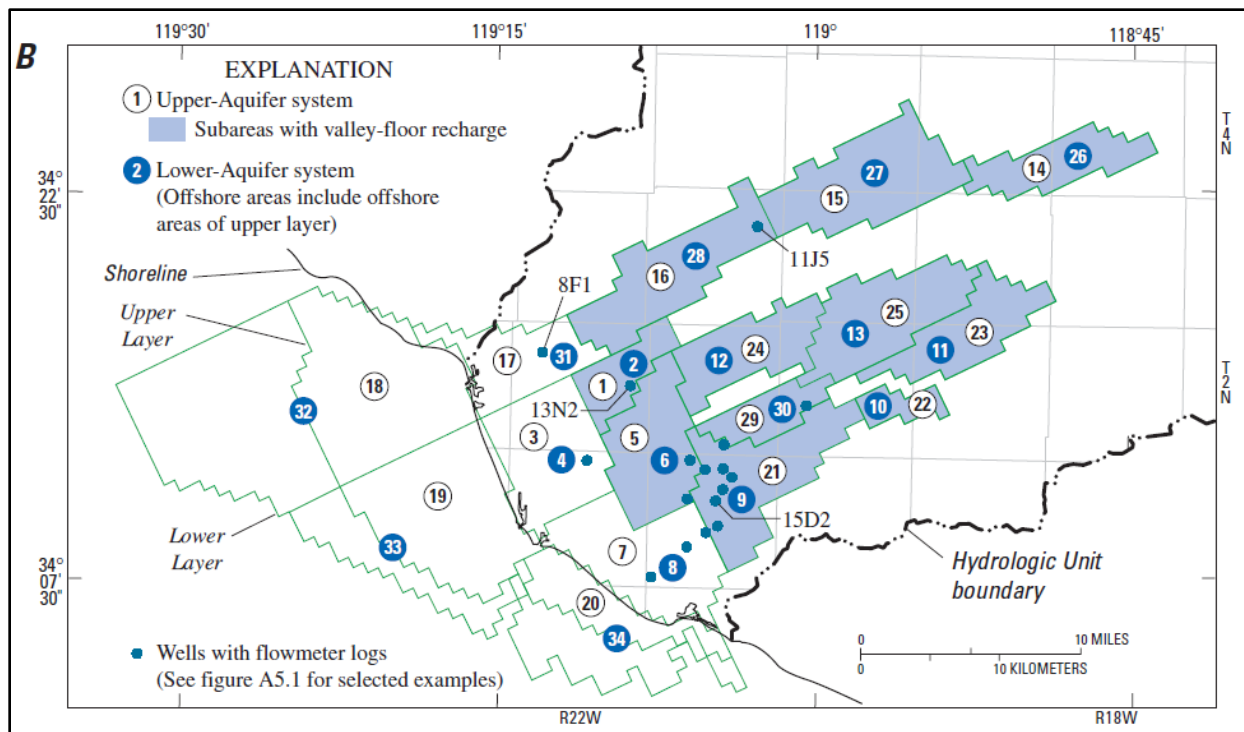 119°30' 119°15' 119° 118°45'
B
EXPLANATION
1 Upper-Aquifer system
Subareas with valley-floor recharge
2 Lower-Aquifer system
(Offshore areas include offshore
areas of upper layer)
T
4
N
34°
22'
30"
26
14
27
15
11J5
28
16
Shoreline
8F1
Upper
Layer
25
23
13
17
31
2
12
24
11
T
2
N
18
1
13N2
32
10
22
29
30
3
5
4
6
21
19
9
15D2
Lower
Layer
33
7
8
Hydrologic Unit
boundary
34°
07'
30"
20
34
0 10 MILES
0 10 KILOMETERS
Wells with flowmeter logs
(See figure A5.1 for selected examples)
R22W R18W